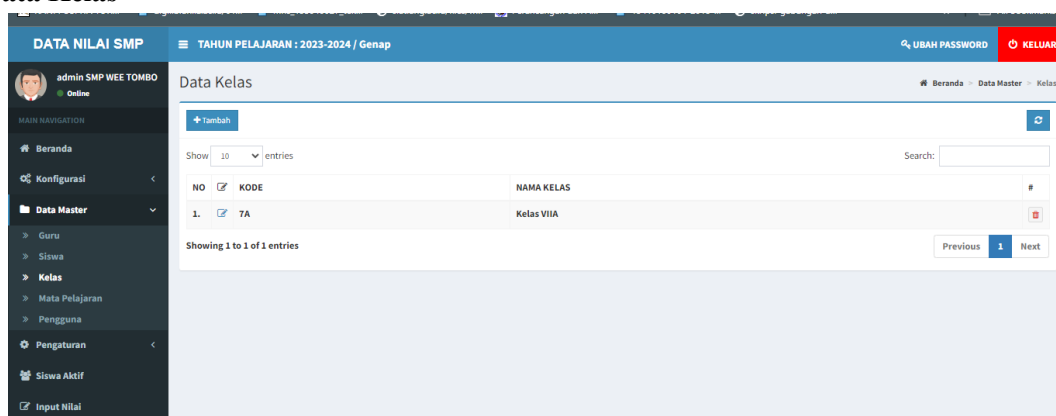 DATA NILAI SMP
TAHUN PELAJARAN : 2023-2024 / Genap
UBAH PASSWORD
KELUAR
admin SMP WEE TOMBO
Online
Data Kelas
Beranda > Data Master > Kelas
MAIN NAVIGATION
Tambah
Beranda
Show 10 entries
Search:
Konfigurasi
NO KODE NAMA KELAS #
Data Master
1. 7A Kelas VIIA
Guru
Showing 1 to 1 of 1 entries
Previous 1 Next
Siswa
Kelas
Mata Pelajaran
Pengguna
Pengaturan
Siswa Aktif
Input Nilai